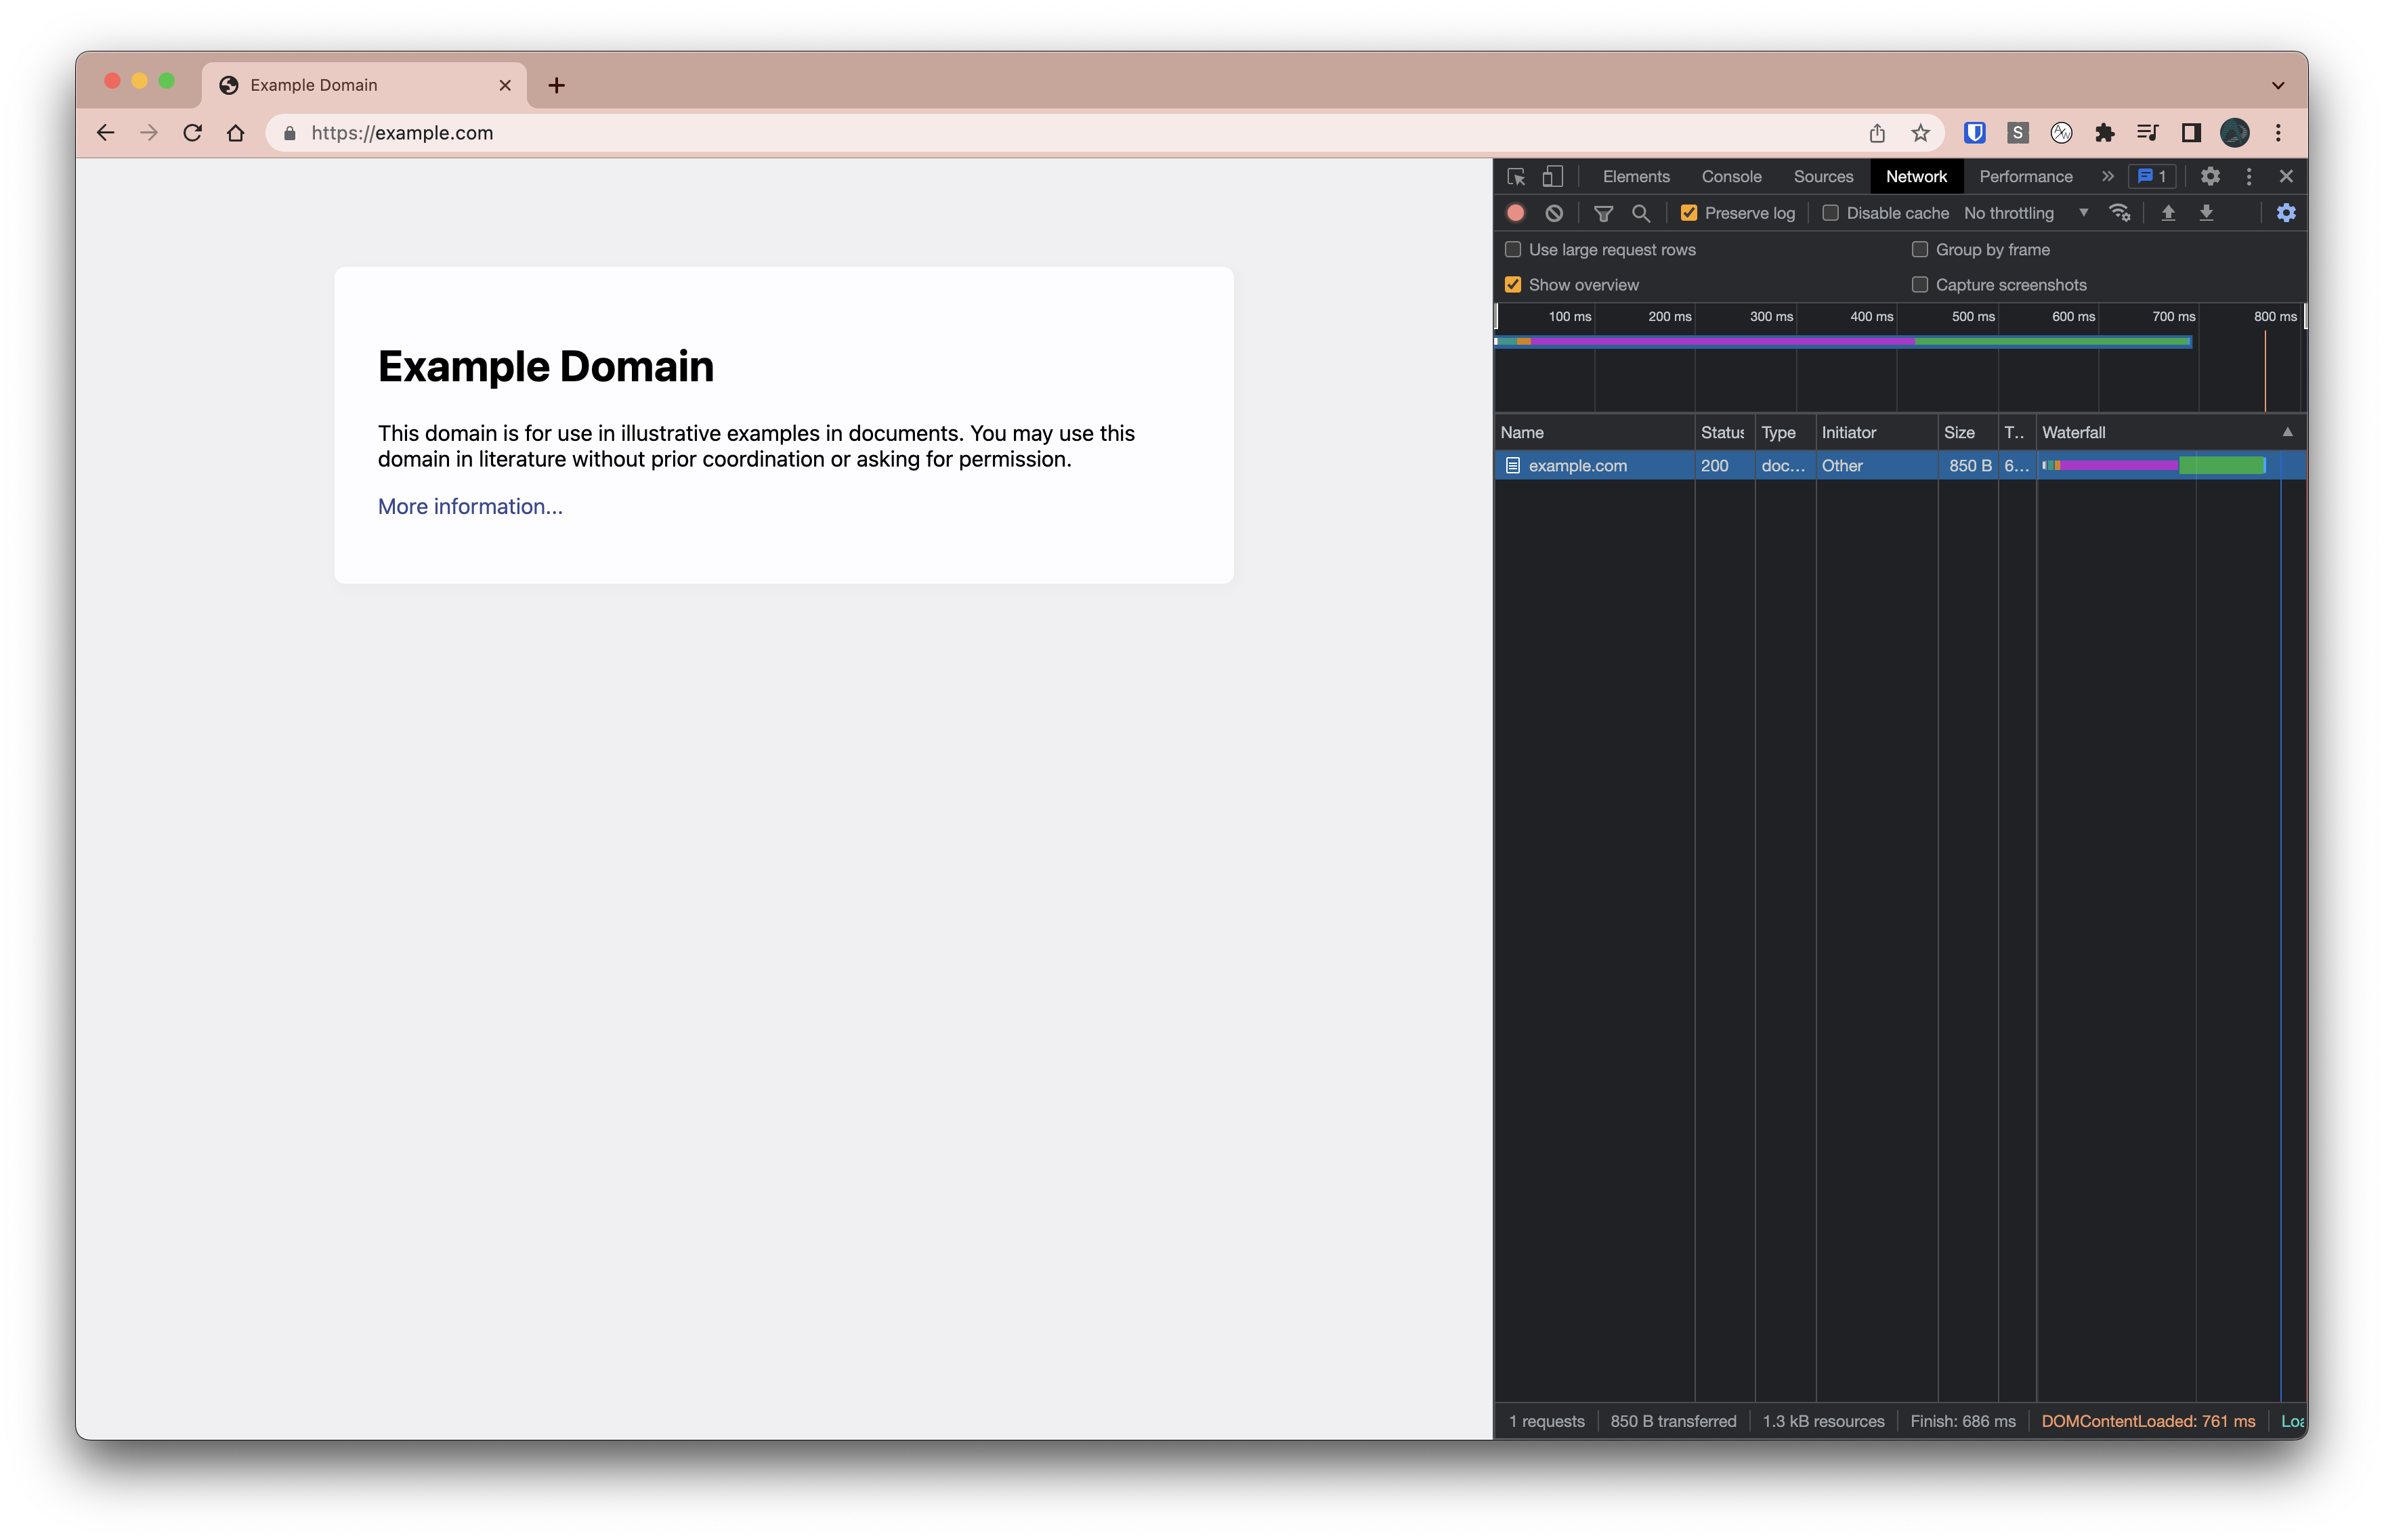 Example Domain
https://example.com
S
Elements Console Sources Network Performance 1
Preserve log Disable cache No throttling
Use large request rows Group by frame
Show overview Capture screenshots
100 ms 200 ms 300 ms 400 ms 500 ms 600 ms 700 ms 800 ms
Name Status Type Initiator Size T.. Waterfall
example.com 200 doc... Other 850 B 6...
Example Domain
This domain is for use in illustrative examples in documents. You may use this
domain in literature without prior coordination or asking for permission.
More information...
1 requests 850 B transferred 1.3 kB resources Finish: 686 ms DOMContentLoaded: 761 ms